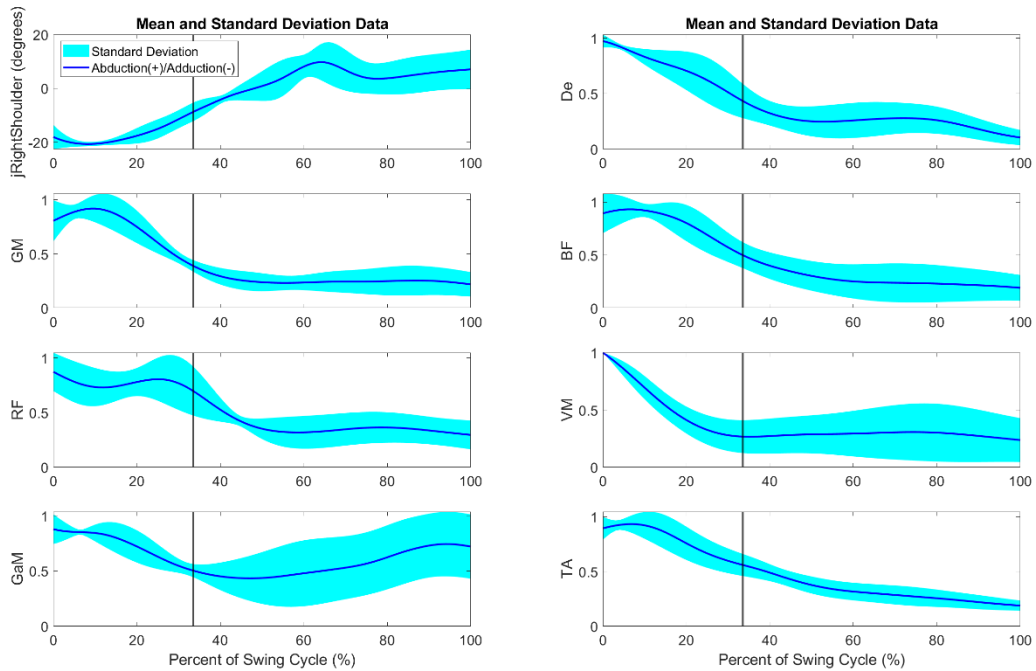 Mean and Standard Deviation Data
jRightShoulder (degrees)
20
0
-20
Standard Deviation
Abduction(+)/Adduction(-)
0 20 40 60 80 100
Mean and Standard Deviation Data
De
1
0.5
0
0 20 40 60 80 100
GM
1
0.5
0
0 20 40 60 80 100
BF
1
0.5
0
0 20 40 60 80 100
RF
1
0.5
0
0 20 40 60 80 100
VM
1
0.5
0
0 20 40 60 80 100
GaM
1
0.5
0
0 20 40 60 80 100
Percent of Swing Cycle (%)
TA
1
0.5
0
0 20 40 60 80 100
Percent of Swing Cycle (%)